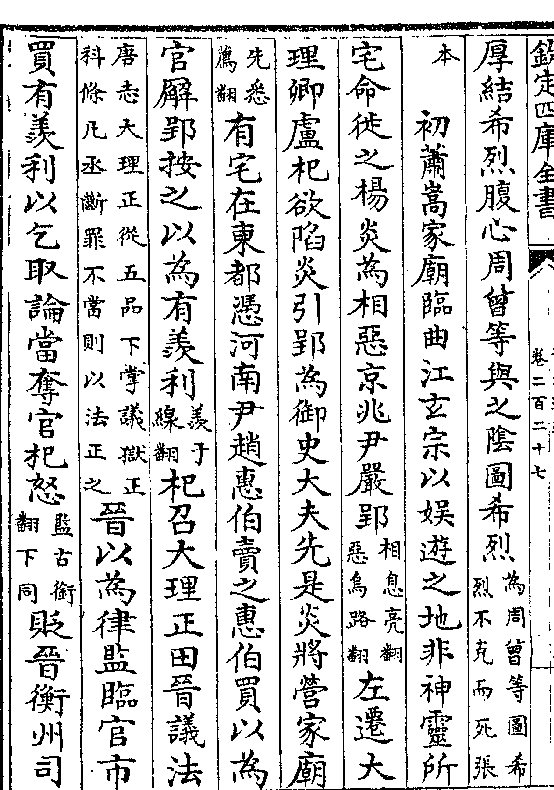 欽定四庫全書
卷二百二十七
厚結希烈腹心周曾等與之陰圖希烈為周曾等圖希烈不克而死張
本 初蕭嵩家廟臨曲江玄宗以娛遊之地非神靈所
宅命徙之楊炎為相惡京兆尹嚴郢相息亮翻惡烏路翻左遷大
理卿盧杞欲陷炎引郢為御史大夫先是炎將營家廟
先悉薦翻有宅在東都憑河南尹趙惠伯賣之惠伯買以為
官解郢按之以為有羨利羨于線翻杞召大理正田晉議法
唐志大理正從五品下掌議獄正科條凡丞斷罪不當則以法正之晉以為律監臨官市
買有羨利以乞取論當奪官杞怒監古銜翻下同貶晉衡州司